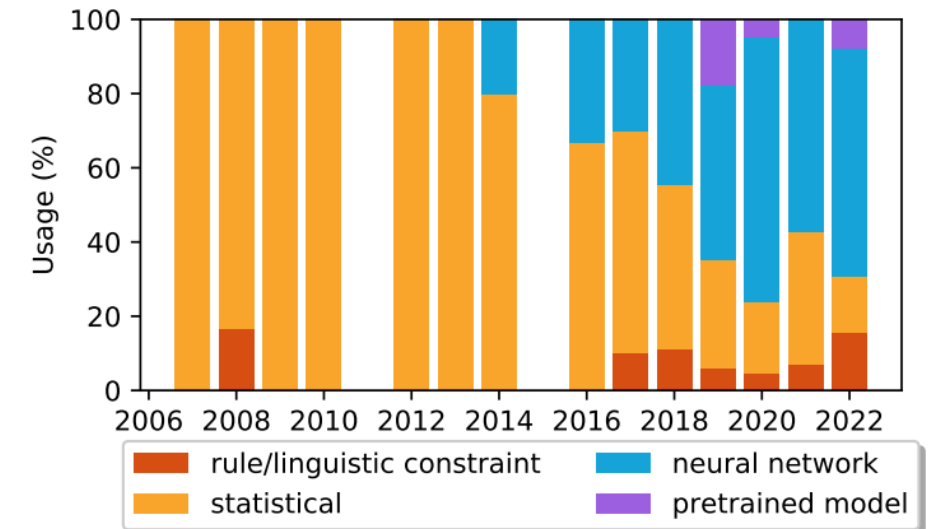 100
80
60
40
20
0
Usage (%)
2006 2008 2010 2012 2014 2016 2018 2020 2022
rule/linguistic constraint
statistical
neural network
pretrained model